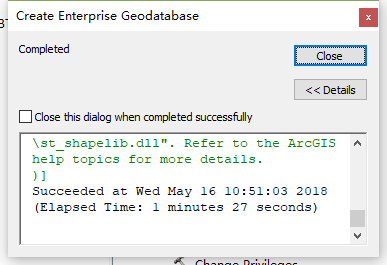 Create Enterprise Geodatabase
Completed
Close
<< Details
Close this dialog when completed successfully
\st_shapelib.dll". Refer to the ArcGIS
help topics for more details.
)]
Succeeded at Wed May 16 10:51:03 2018
(Elapsed Time: 1 minutes 27 seconds)
Change Privileges